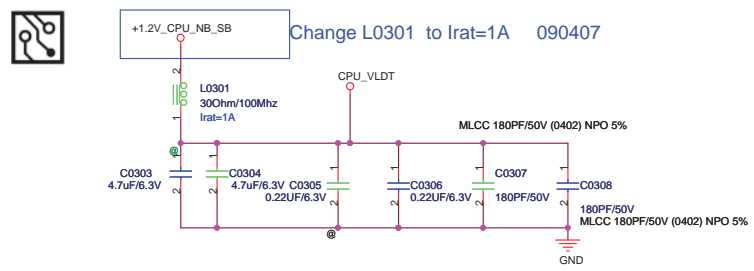 +1.2V_CPU_NB_SB
Change L0301 to Irat=1A 090407
2
L0301
30Ohm/100Mhz
Irat=1A
1
CPU_VLDT
MLCC 180PF/50V (0402) NPO 5%
@
1 1 1 1 1 1
C0303
4.7uF/6.3V
C0304
4.7uF/6.3V
C0305
0.22UF/6.3V
C0306
0.22UF/6.3V
C0307
180PF/50V
C0308
2 2 2 2 2 2
180PF/50V
MLCC 180PF/50V (0402) NPO 5%
@
GND